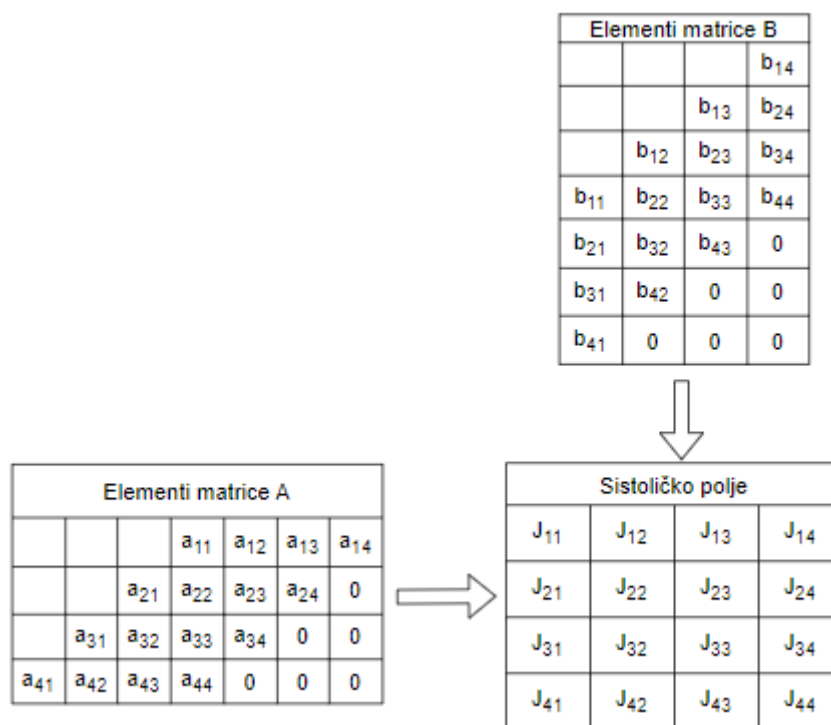 Elementi matrice B
b14
b13 b24
b12 b23 b34
b11 b22 b33 b44
b21 b32 b43 0
b31 b42 0 0
b41 0 0 0
Elementi matrice A
a11 a12 a13 a14
a21 a22 a23 a24 0
a31 a32 a33 a34 0 0
a41 a42 a43 a44 0 0 0
Sistoličko polje
J11 J12 J13 J14
J21 J22 J23 J24
J31 J32 J33 J34
J41 J42 J43 J44